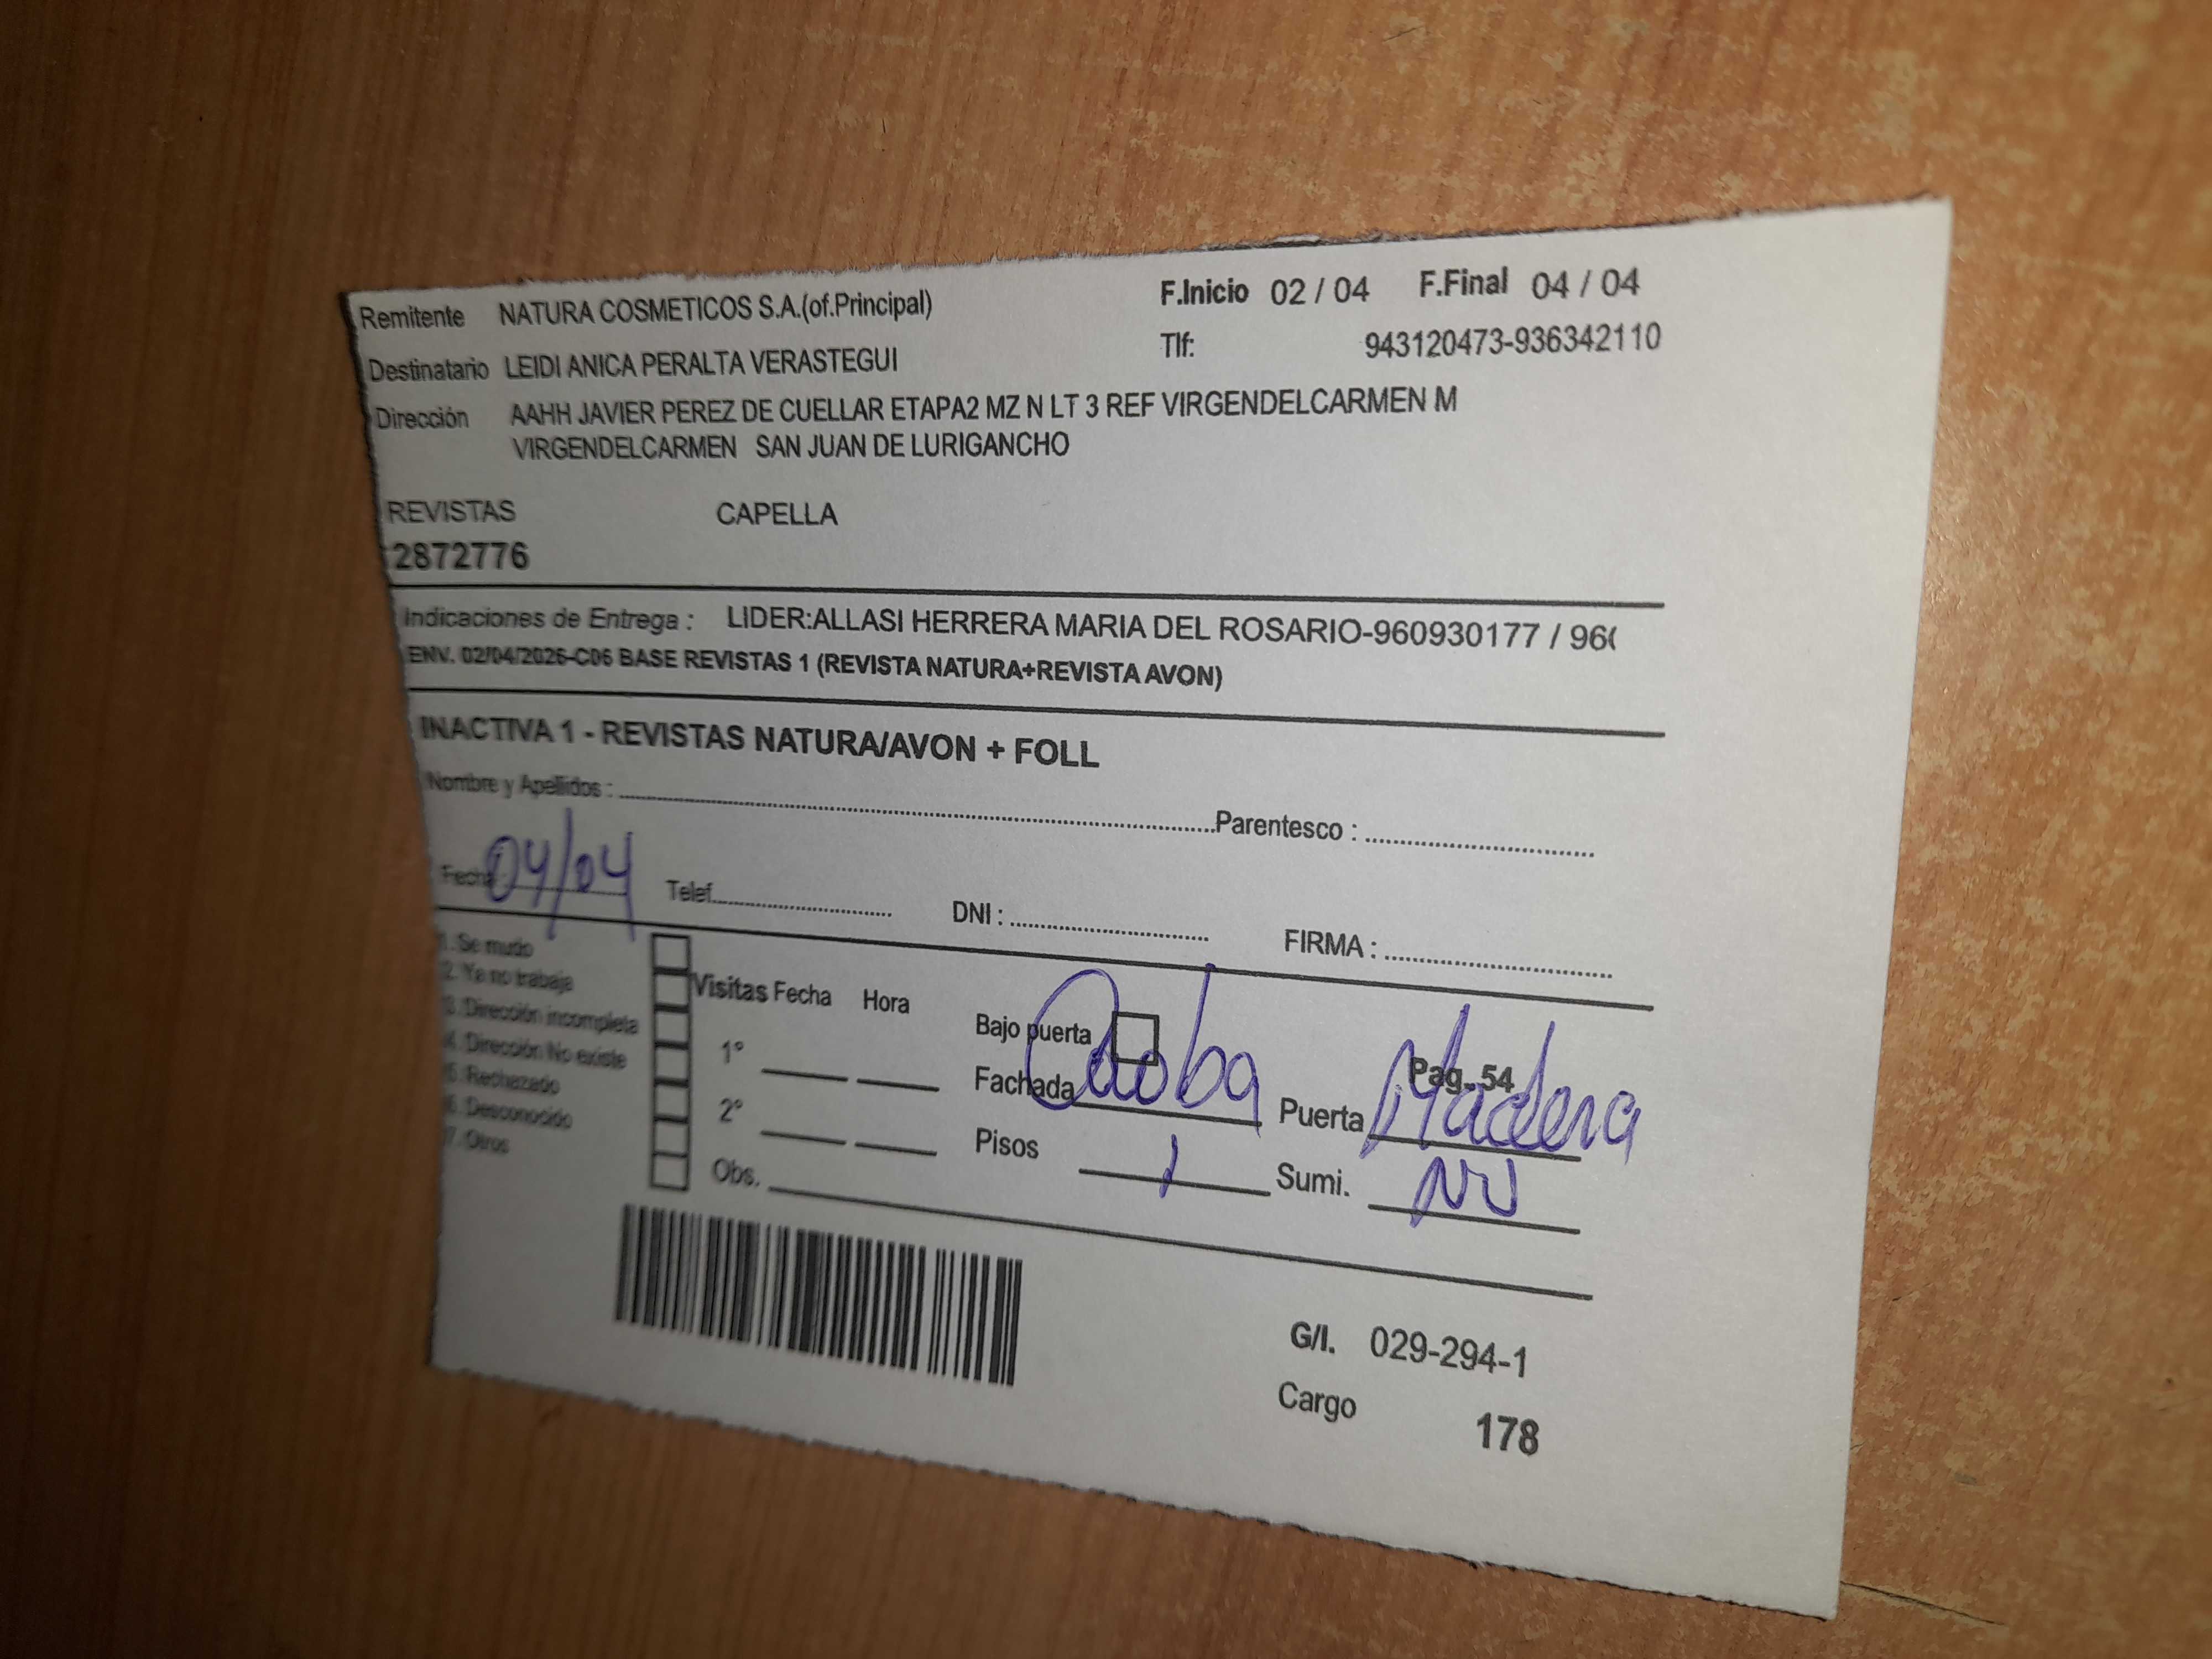 Remitente NATURA COSMETICOS S.A.(of.Principal) F.Inicio 02 / 04 F.Final 04 / 04
Destinatario LEIDI ANICA PERALTA VERASTEGUI Tlf: 943120473-936342110
Dirección AAHH JAVIER PEREZ DE CUELLAR ETAPA2 MZ N LT 3 REF VIRGENDELCARMEN M
VIRGENDELCARMEN SAN JUAN DE LURIGANCHO
REVISTAS CAPELLA
2872776
Indicaciones de Entrega : LIDER:ALLASI HERRERA MARIA DEL ROSARIO-960930177 / 96
ENV. 02/04/2026-C06 BASE REVISTAS 1 (REVISTA NATURA+REVISTA AVON)
INACTIVA 1 - REVISTAS NATURA/AVON + FOLL
Nombre y Apellidos : Parentesco :
Fecha 04/04 Telef. DNI : FIRMA :
1. Se mudo
2. Ya no trabaja
3. Dirección incompleta
4. Dirección No existe
5. Rechazado
6. Desconocido
7. Otros
Visitas Fecha Hora
1°
2°
Obs.
Bajo puerta Pag. 54
Fachada Puerta Madera
Pisos 1 Sumi.
G/I. 029-294-1
Cargo 178